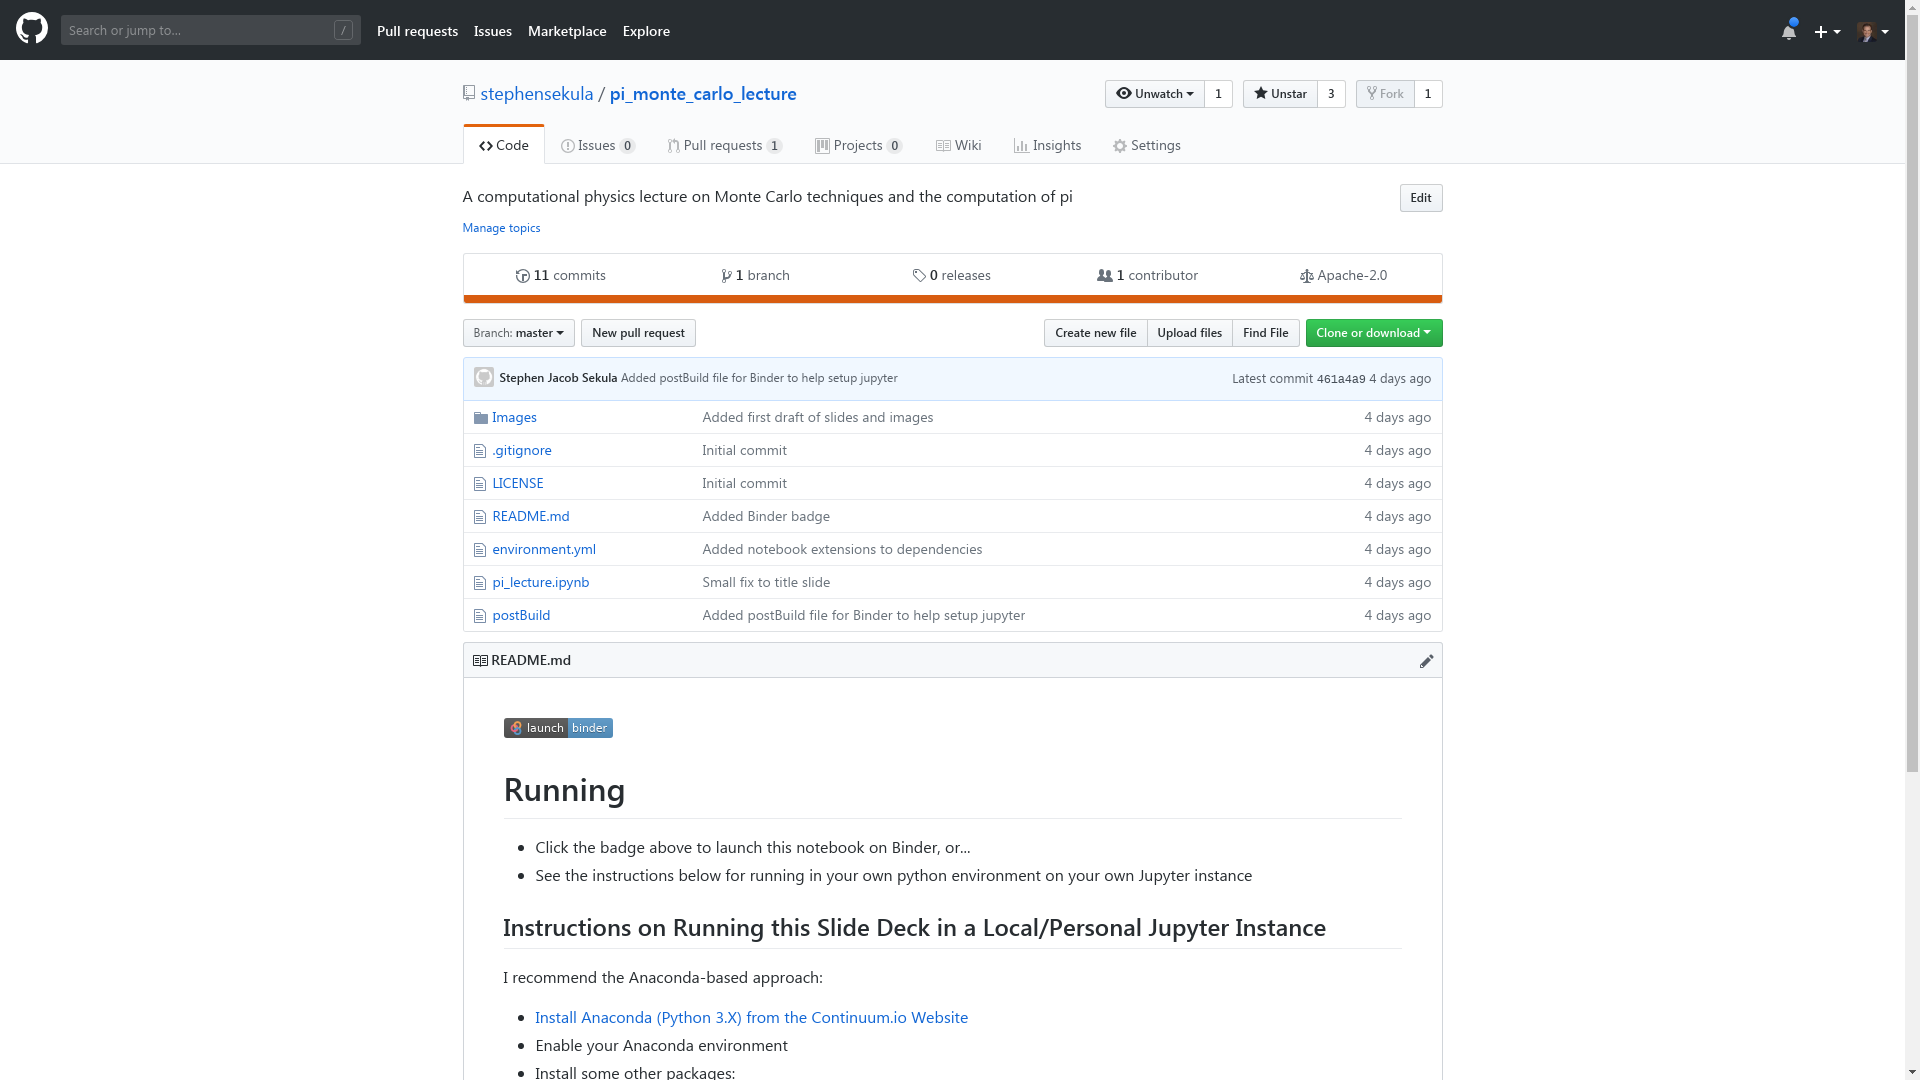 Search or jump to... / Pull requests Issues Marketplace Explore
stephensekula / pi_monte_carlo_lecture Unwatch 1 Unstar 3 Fork 1
Code Issues 0 Pull requests 1 Projects 0 Wiki Insights Settings
A computational physics lecture on Monte Carlo techniques and the computation of pi Edit
Manage topics
11 commits 1 branch 0 releases 1 contributor Apache-2.0
Branch: master New pull request Create new file Upload files Find File Clone or download
Stephen Jacob Sekula Added postBuild file for Binder to help setup jupyter Latest commit 461a4a9 4 days ago
Images Added first draft of slides and images 4 days ago
.gitignore Initial commit 4 days ago
LICENSE Initial commit 4 days ago
README.md Added Binder badge 4 days ago
environment.yml Added notebook extensions to dependencies 4 days ago
pi_lecture.ipynb Small fix to title slide 4 days ago
postBuild Added postBuild file for Binder to help setup jupyter 4 days ago
README.md
launch binder
Running
• Click the badge above to launch this notebook on Binder, or...
• See the instructions below for running in your own python environment on your own Jupyter instance
Instructions on Running this Slide Deck in a Local/Personal Jupyter Instance
I recommend the Anaconda-based approach:
• Install Anaconda (Python 3.X) from the Continuum.io Website
• Enable your Anaconda environment
• Install some other packages: